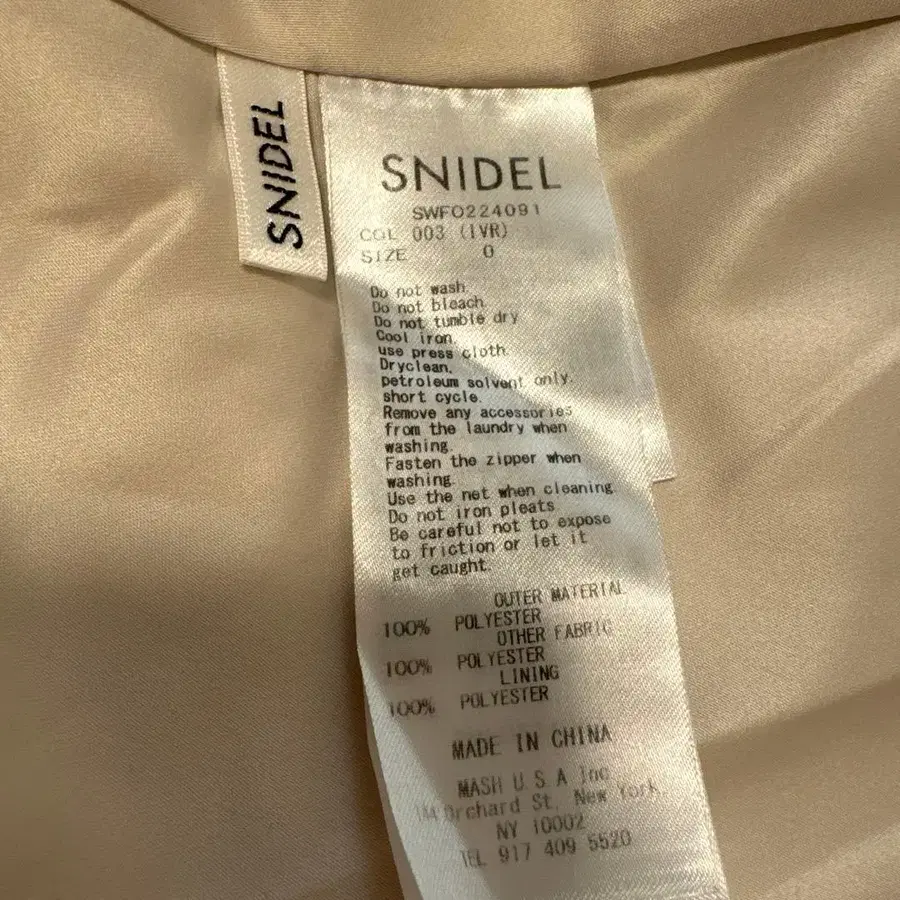 SNIDEL
SNIDEL
SWFO224091
COL 003 (IVR)
SIZE 0
Do not wash.
Do not bleach.
Do not tumble dry
Cool iron,
use press cloth.
Dryclean,
petroleum solvent only.
short cycle.
Remove any accessories
from the laundry when
washing.
Fasten the zipper when
washing.
Use the net when cleaning.
Do not iron pleats.
Be careful not to expose
to friction or let it
get caught.
OUTER MATERIAL
100% POLYESTER
OTHER FABRIC
100% POLYESTER
LINING
100% POLYESTER
MADE IN CHINA
MASH U.S.A Inc
Orchard St, New York,
NY 10002
TEL 917 409 5520